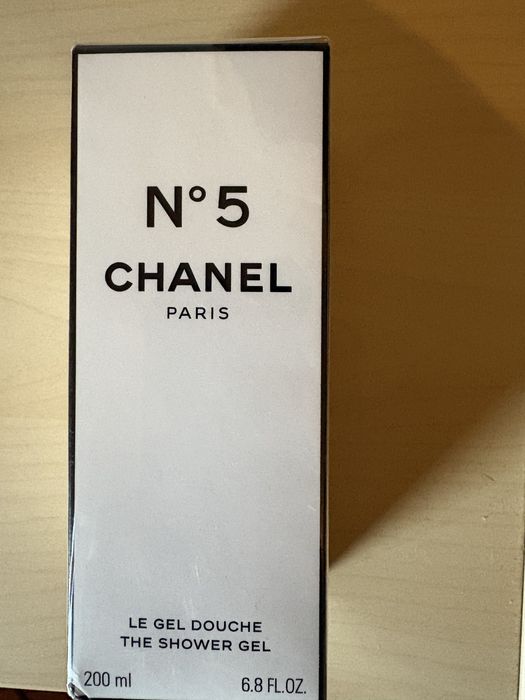 N° 5
CHANEL
PARIS
LE GEL DOUCHE
THE SHOWER GEL
200 ml 6.8 FL.OZ.